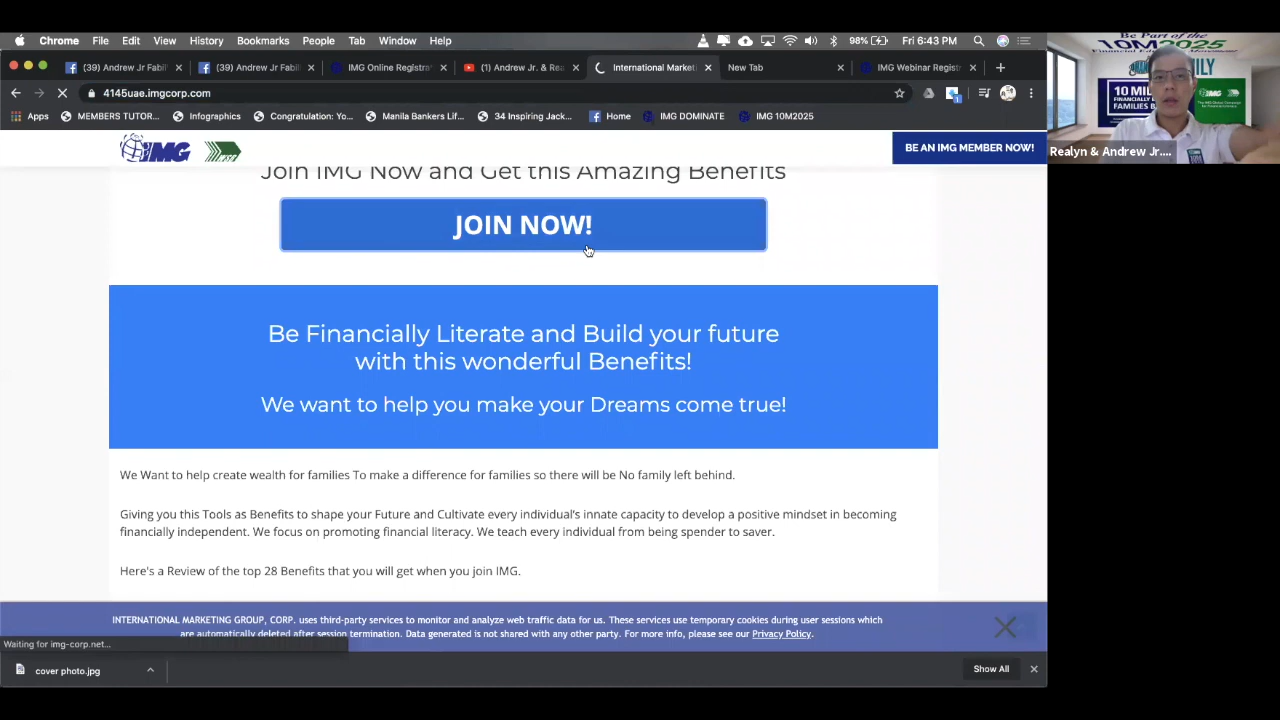 Chrome File Edit View History Bookmarks People Tab Window Help 98% Fri 6:43 PM
(39) Andrew Jr Fabil (39) Andrew Jr Fabil IMG Online Registra (1) Andrew Jr. & Rea International Market New Tab IMG Webinar Registr
4145uae.imgcorp.com
Apps MEMBERS TUTOR... Infographics Congratulation: Yo... Manila Bankers Lif... 34 Inspiring Jack... Home IMG DOMINATE IMG 10M2025
IMG BE AN IMG MEMBER NOW!
Be Part of the
10M2025
10 MIL
FINANCIALLY
FAMILIES B
IMG
Realyn & Andrew Jr....
Join IMG Now and Get this Amazing Benefits
JOIN NOW!
Be Financially Literate and Build your future
with this wonderful Benefits!
We want to help you make your Dreams come true!
We Want to help create wealth for families To make a difference for families so there will be No family left behind.
Giving you this Tools as Benefits to shape your Future and Cultivate every individual's innate capacity to develop a positive mindset in becoming
financially independent. We focus on promoting financial literacy. We teach every individual from being spender to saver.
Here's a Review of the top 28 Benefits that you will get when you join IMG.
INTERNATIONAL MARKETING GROUP, CORP. uses third-party services to monitor and analyze web traffic data for us. These services use temporary cookies during user sessions which
are automatically deleted after session termination. Data generated is not shared with any other party. For more info, please see our Privacy Policy.
Waiting for img-corp.net...
cover photo.jpg Show All